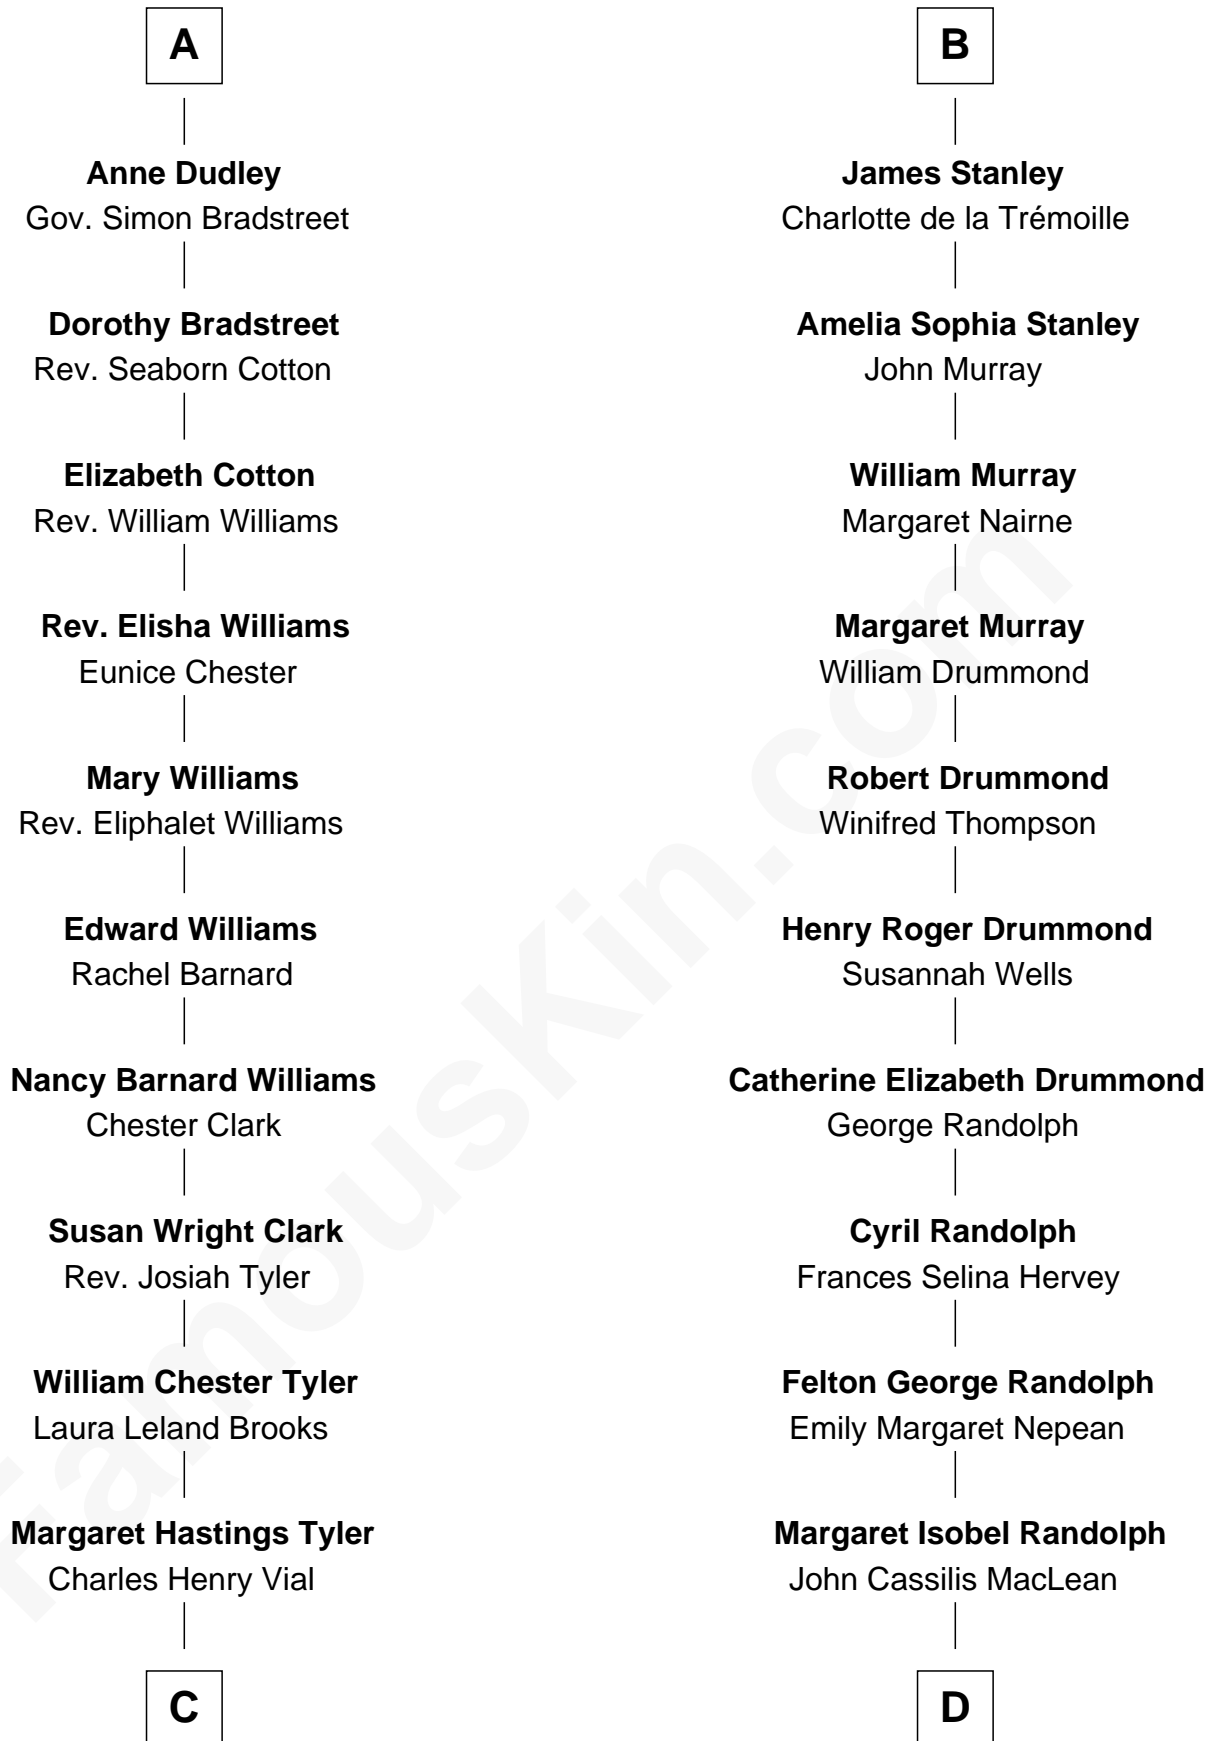 A
Anne Dudley
Gov. Simon Bradstreet
Dorothy Bradstreet
Rev. Seaborn Cotton
Elizabeth Cotton
Rev. William Williams
Rev. Elisha Williams
Eunice Chester
Mary Williams
Rev. Eliphalet Williams
Edward Williams
Rachel Barnard
Nancy Barnard Williams
Chester Clark
Susan Wright Clark
Rev. Josiah Tyler
William Chester Tyler
Laura Leland Brooks
Margaret Hastings Tyler
Charles Henry Vial
C
B
James Stanley
Charlotte de la Trémoille
Amelia Sophia Stanley
John Murray
William Murray
Margaret Nairne
Margaret Murray
William Drummond
Robert Drummond
Winifred Thompson
Henry Roger Drummond
Susannah Wells
Catherine Elizabeth Drummond
George Randolph
Cyril Randolph
Frances Selina Hervey
Felton George Randolph
Emily Margaret Nepean
Margaret Isobel Randolph
John Cassilis MacLean
D
FamousKin.com